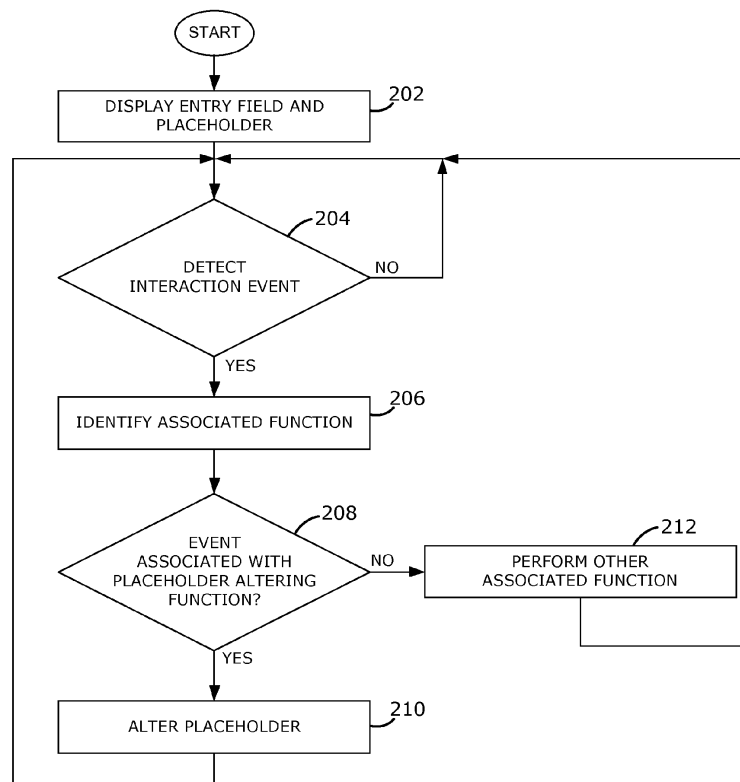 START
202
DISPLAY ENTRY FIELD AND
PLACEHOLDER
204
DETECT
INTERACTION EVENT
NO
YES
206
IDENTIFY ASSOCIATED FUNCTION
208
EVENT
ASSOCIATED WITH
PLACEHOLDER ALTERING
FUNCTION?
NO
212
PERFORM OTHER
ASSOCIATED FUNCTION
YES
210
ALTER PLACEHOLDER